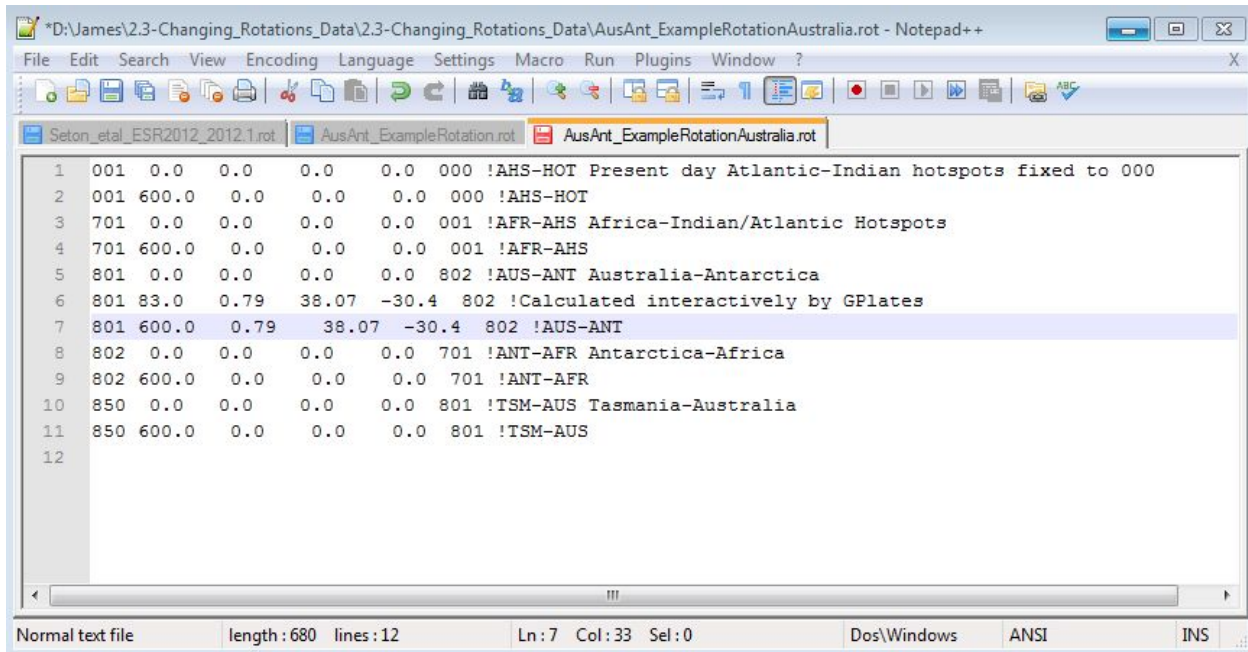 *D:\James\2.3-Changing_Rotations_Data\2.3-Changing_Rotations_Data\AusAnt_ExampleRotationAustralia.rot - Notepad++
File Edit Search View Encoding Language Settings Macro Run Plugins Window ? X
Seton_etal_ESR2012_2012.1.rot AusAnt_ExampleRotation.rot AusAnt_ExampleRotationAustralia.rot
1 001 0.0 0.0 0.0 0.0 000 !AHS-HOT Present day Atlantic-Indian hotspots fixed to 000
2 001 600.0 0.0 0.0 0.0 000 !AHS-HOT
3 701 0.0 0.0 0.0 0.0 001 !AFR-AHS Africa-Indian/Atlantic Hotspots
4 701 600.0 0.0 0.0 0.0 001 !AFR-AHS
5 801 0.0 0.0 0.0 0.0 802 !AUS-ANT Australia-Antarctica
6 801 83.0 0.79 38.07 -30.4 802 !Calculated interactively by GPlates
7 801 600.0 0.79 38.07 -30.4 802 !AUS-ANT
8 802 0.0 0.0 0.0 0.0 701 !ANT-AFR Antarctica-Africa
9 802 600.0 0.0 0.0 0.0 701 !ANT-AFR
10 850 0.0 0.0 0.0 0.0 801 !TSM-AUS Tasmania-Australia
11 850 600.0 0.0 0.0 0.0 801 !TSM-AUS
12
Normal text file length : 680 lines : 12 Ln : 7 Col : 33 Sel : 0 Dos\Windows ANSI INS